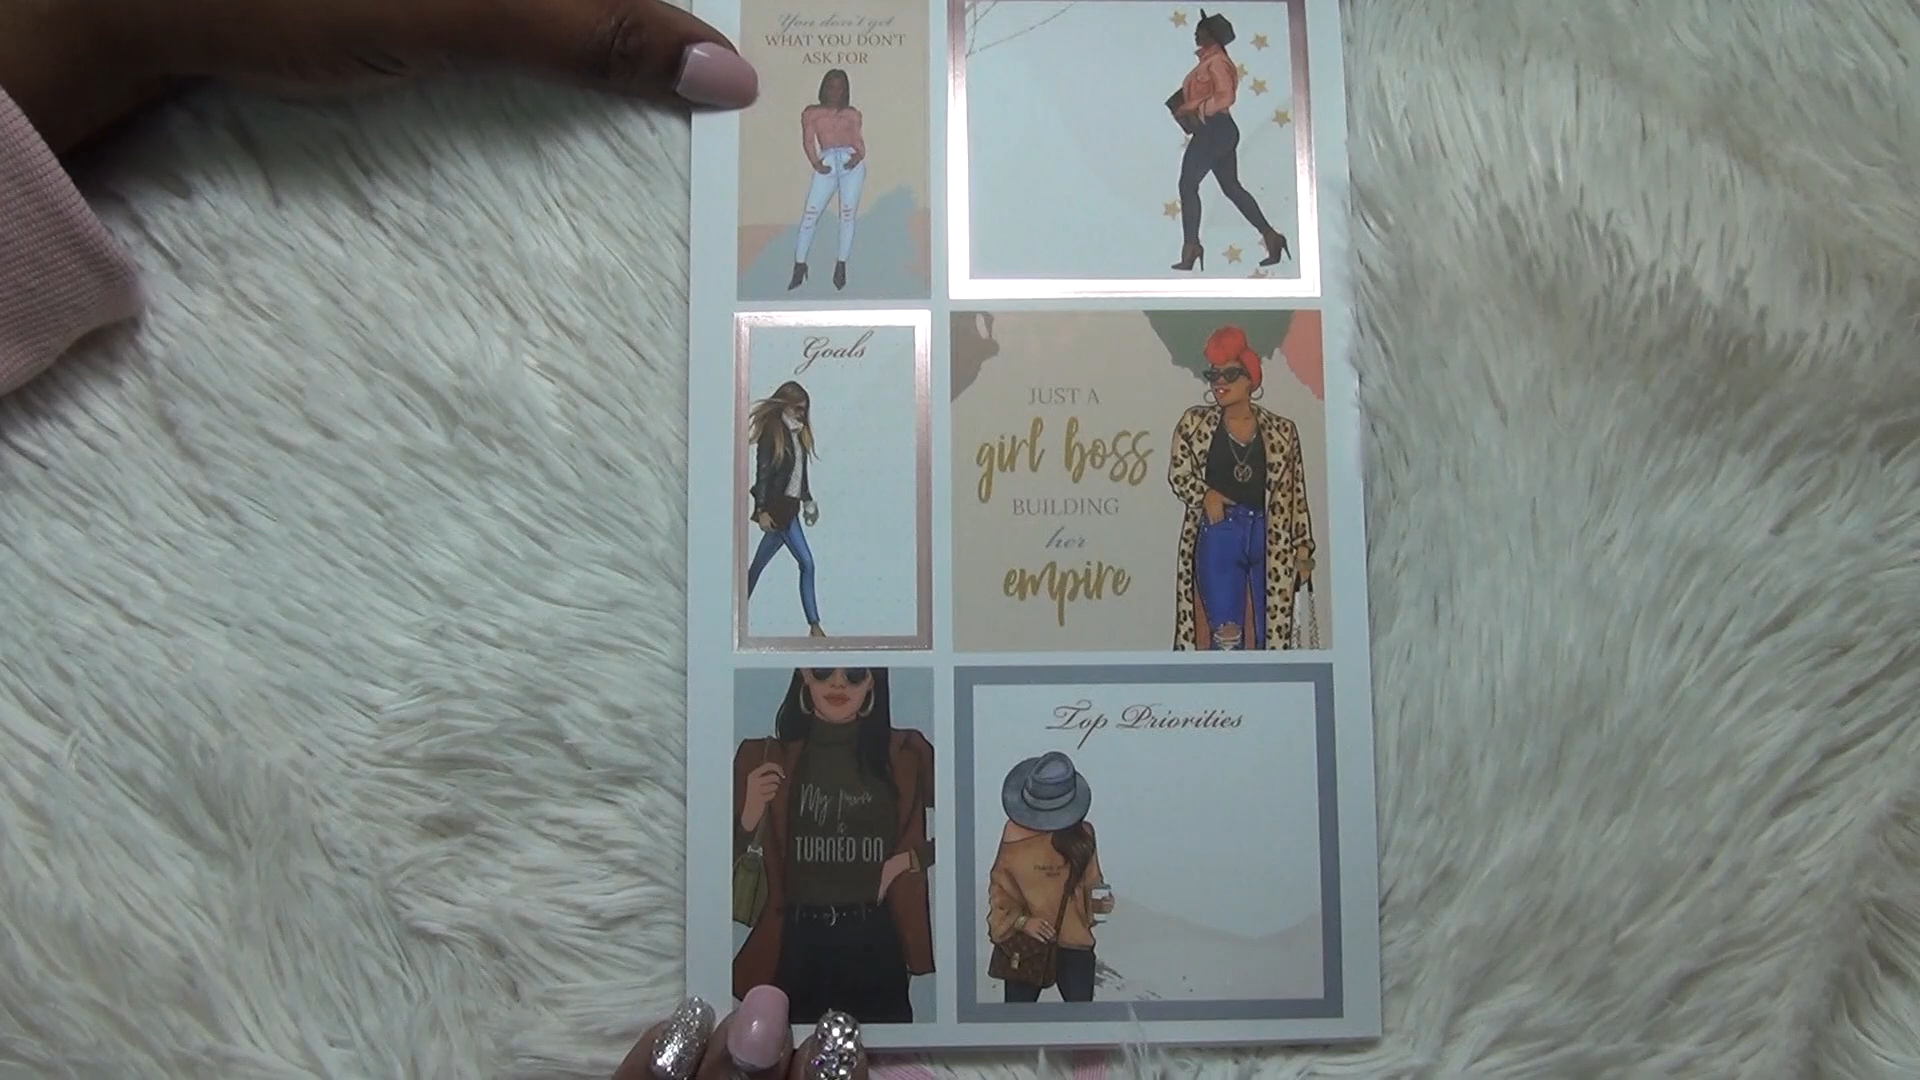 You don't get
WHAT YOU DON'T
ASK FOR
Goals
JUST A
girl boss
BUILDING
her
empire
My
is
TURNED ON
Top Priorities